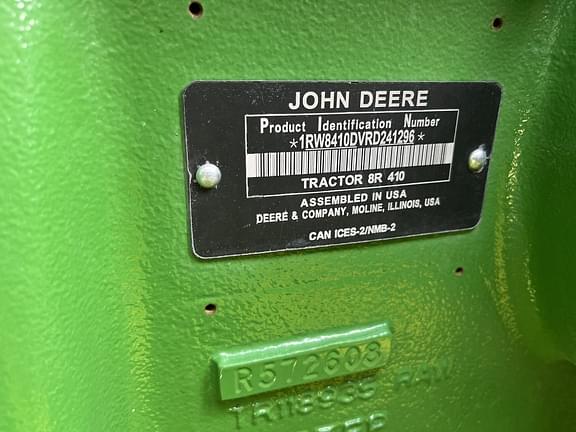 JOHN DEERE
Product Identification Number
*1RW8410DVRD241296*
TRACTOR 8R 410
ASSEMBLED IN USA
DEERE & COMPANY, MOLINE, ILLINOIS, USA
CAN ICES-2/NMB-2
R572608
RAW